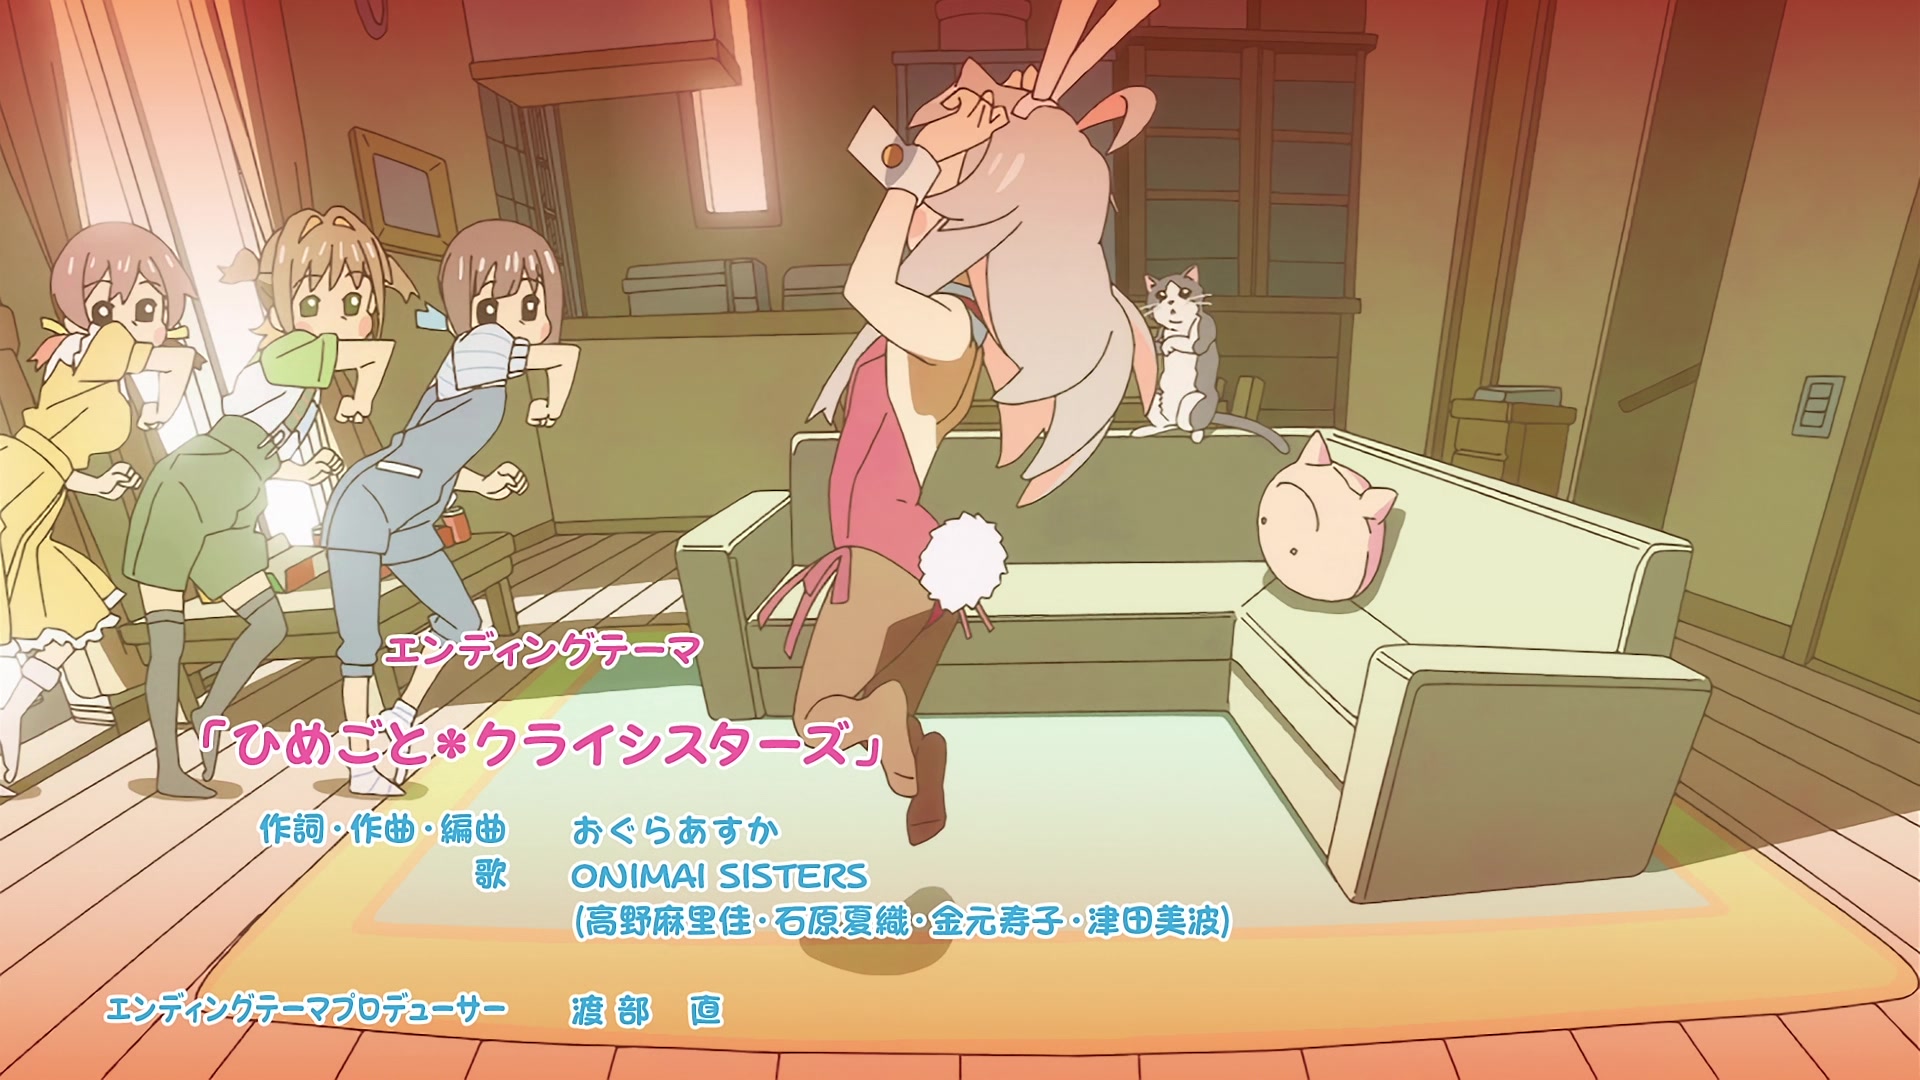 エンディングテーマ
「ひめごと＊クライシスターズ」
作詞・作曲・編曲　おぐらあすか
歌　ONIMAI SISTERS
(高野麻里佳・石原夏織・金元寿子・津田美波)
エンディングテーマプロデューサー　渡部　直